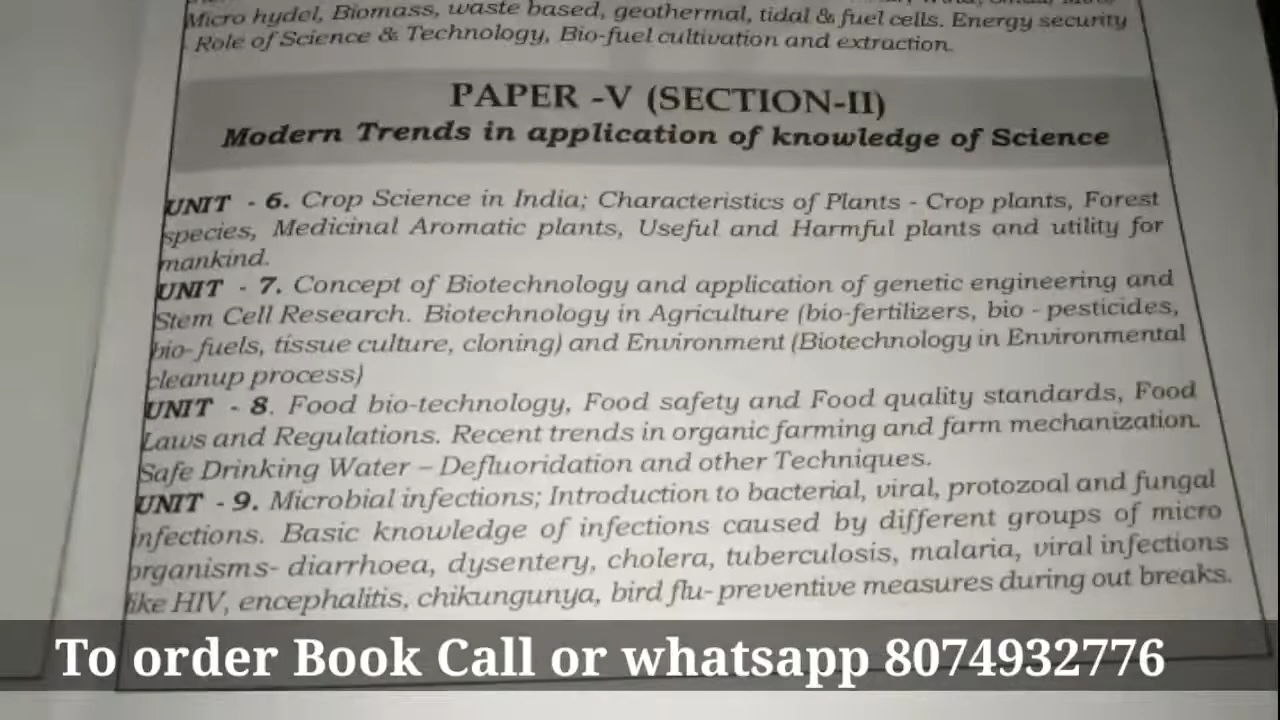 Micro hydel, Biomass, waste based, geothermal, tidal & fuel cells. Energy security
Role of Science & Technology, Bio-fuel cultivation and extraction.
PAPER -V (SECTION-II)
Modern Trends in application of knowledge of Science
UNIT - 6. Crop Science in India; Characteristics of Plants - Crop plants, Forest
species, Medicinal Aromatic plants, Useful and Harmful plants and utility for
mankind.
UNIT - 7. Concept of Biotechnology and application of genetic engineering and
Stem Cell Research. Biotechnology in Agriculture (bio-fertilizers, bio - pesticides,
bio- fuels, tissue culture, cloning) and Environment (Biotechnology in Environmental
cleanup process)
UNIT - 8. Food bio-technology, Food safety and Food quality standards, Food
Laws and Regulations. Recent trends in organic farming and farm mechanization.
Safe Drinking Water – Defluoridation and other Techniques.
UNIT - 9. Microbial infections; Introduction to bacterial, viral, protozoal and fungal
infections. Basic knowledge of infections caused by different groups of micro
organisms- diarrhoea, dysentery, cholera, tuberculosis, malaria, viral infections
like HIV, encephalitis, chikungunya, bird flu- preventive measures during out breaks.
To order Book Call or whatsapp 8074932776